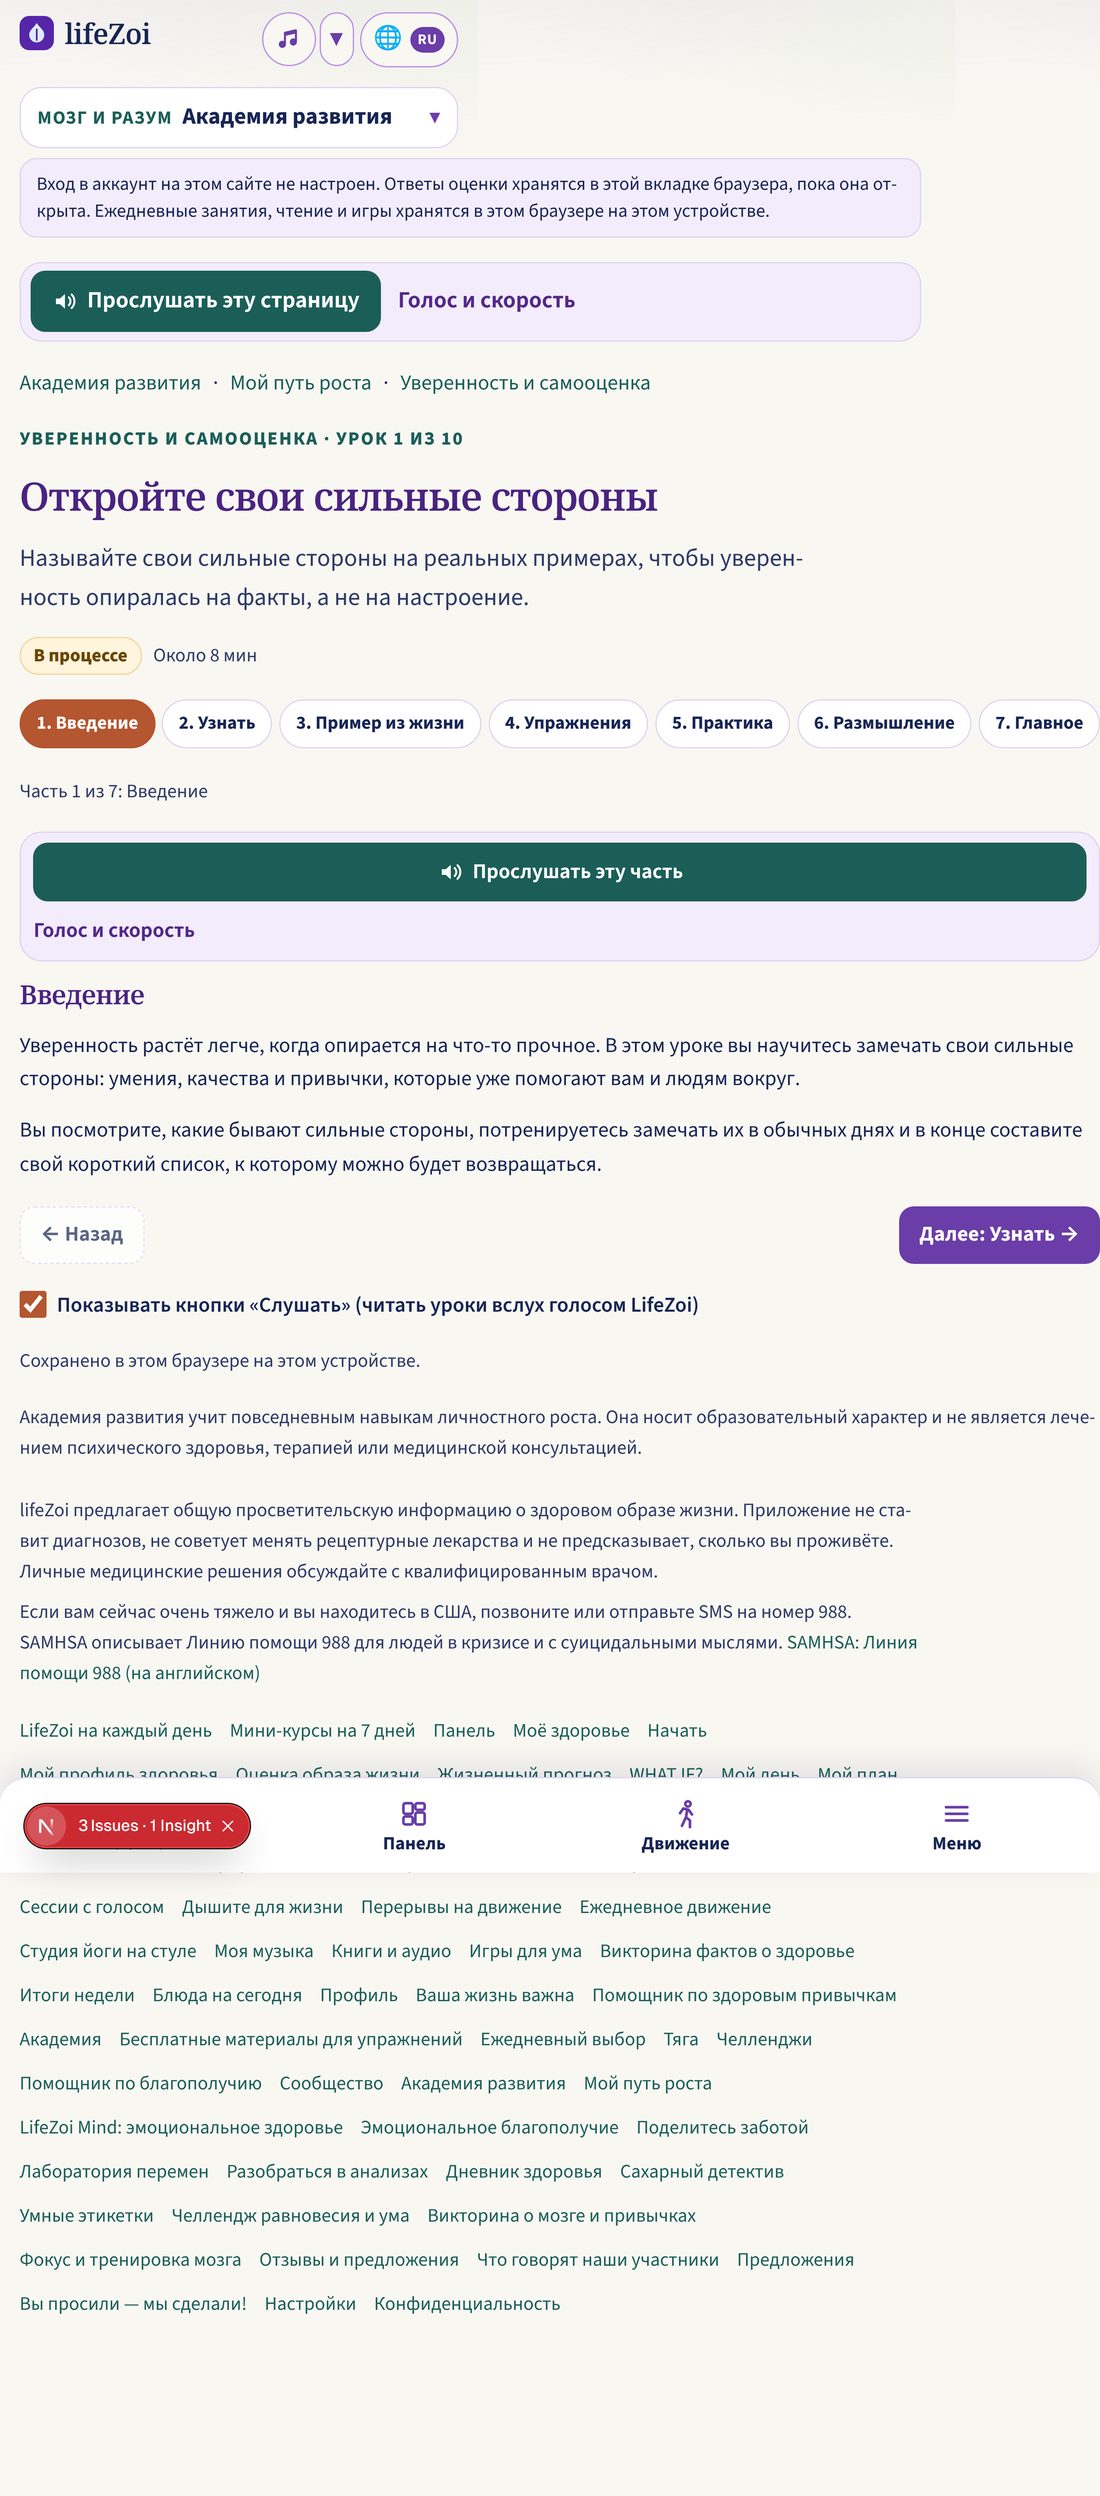 lifeZoi
RU
МОЗГ И РАЗУМ Академия развития
Вход в аккаунт на этом сайте не настроен. Ответы оценки хранятся в этой вкладке браузера, пока она от-
крыта. Ежедневные занятия, чтение и игры хранятся в этом браузере на этом устройстве.
Прослушать эту страницу Голос и скорость
Академия развития · Мой путь роста · Уверенность и самооценка
УВЕРЕННОСТЬ И САМООЦЕНКА · УРОК 1 ИЗ 10
Откройте свои сильные стороны
Называйте свои сильные стороны на реальных примерах, чтобы уверен-
ность опиралась на факты, а не на настроение.
В процессе Около 8 мин
1. Введение 2. Узнать 3. Пример из жизни 4. Упражнения 5. Практика 6. Размышление 7. Главное
Часть 1 из 7: Введение
Прослушать эту часть
Голос и скорость
Введение
Уверенность растёт легче, когда опирается на что-то прочное. В этом уроке вы научитесь замечать свои сильные
стороны: умения, качества и привычки, которые уже помогают вам и людям вокруг.
Вы посмотрите, какие бывают сильные стороны, потренируетесь замечать их в обычных днях и в конце составите
свой короткий список, к которому можно будет возвращаться.
← Назад Далее: Узнать →
Показывать кнопки «Слушать» (читать уроки вслух голосом LifeZoi)
Сохранено в этом браузере на этом устройстве.
Академия развития учит повседневным навыкам личностного роста. Она носит образовательный характер и не является лече-
нием психического здоровья, терапией или медицинской консультацией.
lifeZoi предлагает общую просветительскую информацию о здоровом образе жизни. Приложение не ста-
вит диагнозов, не советует менять рецептурные лекарства и не предсказывает, сколько вы проживёте.
Личные медицинские решения обсуждайте с квалифицированным врачом.
Если вам сейчас очень тяжело и вы находитесь в США, позвоните или отправьте SMS на номер 988.
SAMHSA описывает Линию помощи 988 для людей в кризисе и с суицидальными мыслями. SAMHSA: Линия
помощи 988 (на английском)
LifeZoi на каждый день Мини-курсы на 7 дней Панель Моё здоровье Начать
Мой профиль здоровья Оценка образа жизни Жизненный прогноз WHAT IF? Мой день Мой план
3 Issues · 1 Insight
Панель Движение Меню
Сессии с голосом Дышите для жизни Перерывы на движение Ежедневное движение
Студия йоги на стуле Моя музыка Книги и аудио Игры для ума Викторина фактов о здоровье
Итоги недели Блюда на сегодня Профиль Ваша жизнь важна Помощник по здоровым привычкам
Академия Бесплатные материалы для упражнений Ежедневный выбор Тяга Челленджи
Помощник по благополучию Сообщество Академия развития Мой путь роста
LifeZoi Mind: эмоциональное здоровье Эмоциональное благополучие Поделитесь заботой
Лаборатория перемен Разобраться в анализах Дневник здоровья Сахарный детектив
Умные этикетки Челлендж равновесия и ума Викторина о мозге и привычках
Фокус и тренировка мозга Отзывы и предложения Что говорят наши участники Предложения
Вы просили — мы сделали! Настройки Конфиденциальность